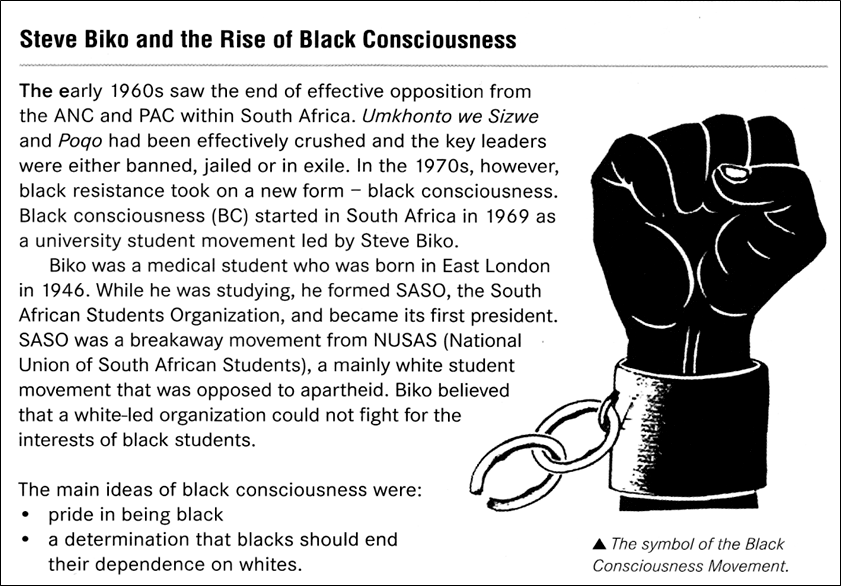 Steve Biko and the Rise of Black Consciousness
The early 1960s saw the end of effective opposition from
the ANC and PAC within South Africa. Umkhonto we Sizwe
and Poqo had been effectively crushed and the key leaders
were either banned, jailed or in exile. In the 1970s, however,
black resistance took on a new form – black consciousness.
Black consciousness (BC) started in South Africa in 1969 as
a university student movement led by Steve Biko.
Biko was a medical student who was born in East London
in 1946. While he was studying, he formed SASO, the South
African Students Organization, and became its first president.
SASO was a breakaway movement from NUSAS (National
Union of South African Students), a mainly white student
movement that was opposed to apartheid. Biko believed
that a white-led organization could not fight for the
interests of black students.
The main ideas of black consciousness were:
• pride in being black
• a determination that blacks should end
their dependence on whites.
▲ The symbol of the Black
Consciousness Movement.